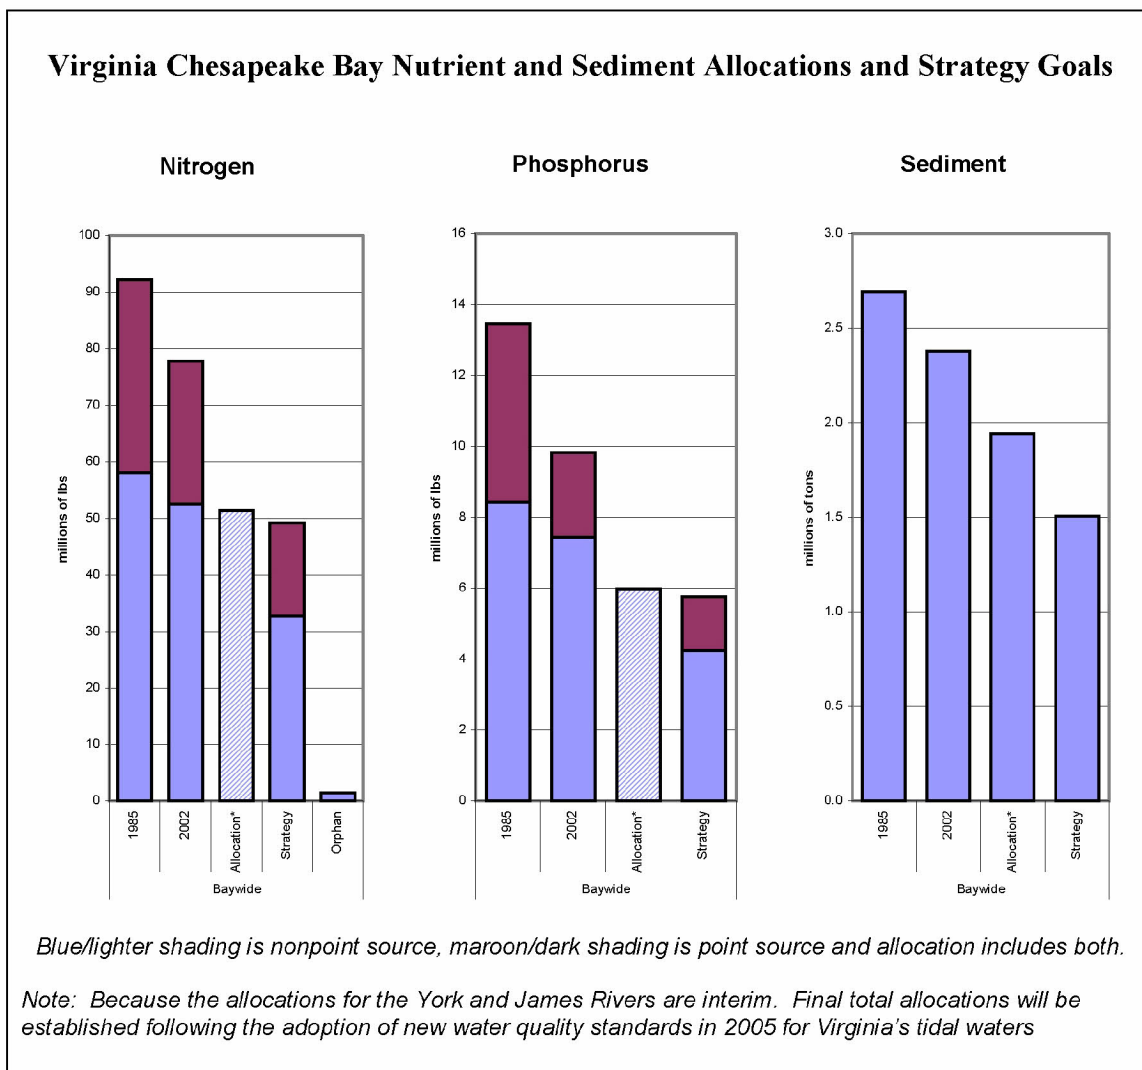 Virginia Chesapeake Bay Nutrient and Sediment Allocations and Strategy Goals
Nitrogen
100
90
80
70
60
50
40
30
20
10
0
millions of lbs
1985
2002
Allocation*
Strategy
Orphan
Baywide
Phosphorus
16
14
12
10
8
6
4
2
0
millions of lbs
1985
2002
Allocation*
Strategy
Baywide
Sediment
3.0
2.5
2.0
1.5
1.0
0.5
0.0
millions of tons
1985
2002
Allocation*
Strategy
Baywide
Blue/lighter shading is nonpoint source, maroon/dark shading is point source and allocation includes both.
Note: Because the allocations for the York and James Rivers are interim. Final total allocations will be
established following the adoption of new water quality standards in 2005 for Virginia's tidal waters